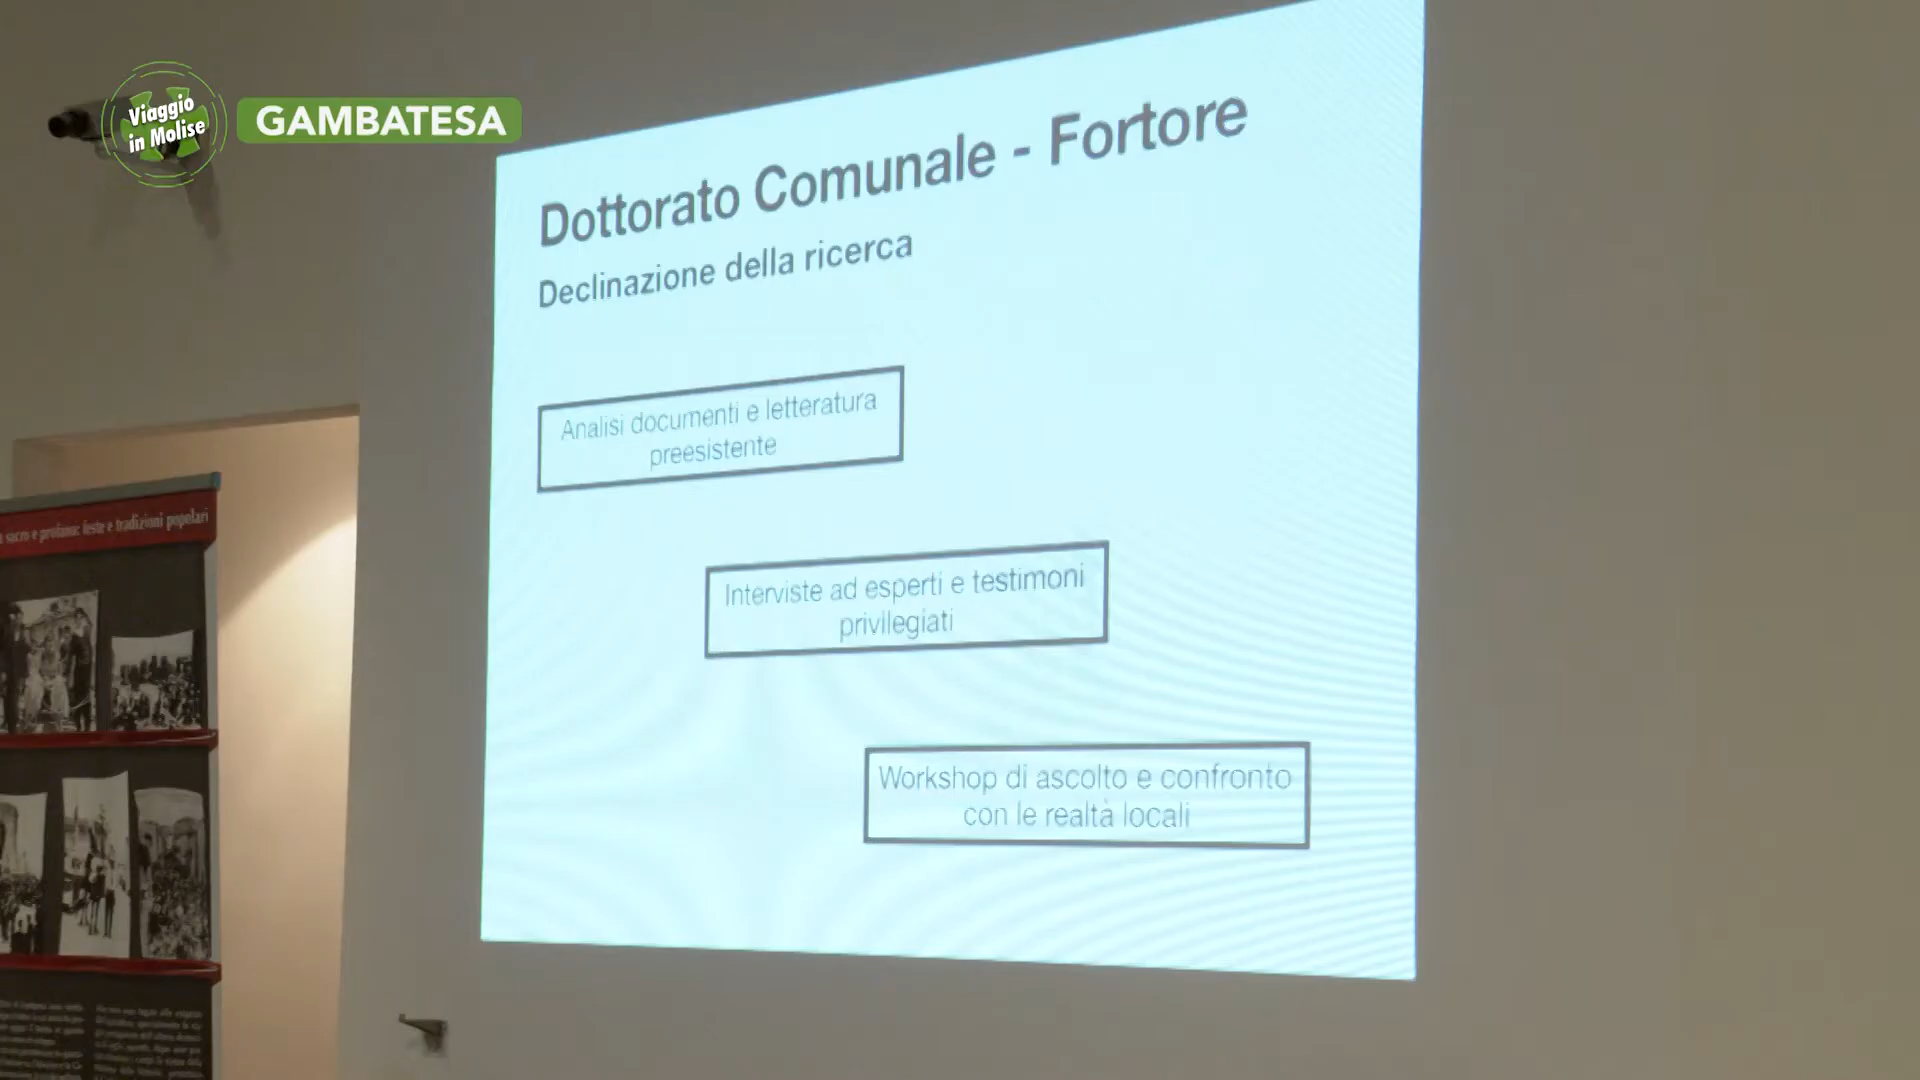 Viaggio
in Molise
GAMBATESA
Dottorato Comunale - Fortore
Declinazione della ricerca
Analisi documenti e letteratura
preesistente
Interviste ad esperti e testimoni
privilegiati
Workshop di ascolto e confronto
con le realtà locali
sacro e profano: feste e tradizioni popolari